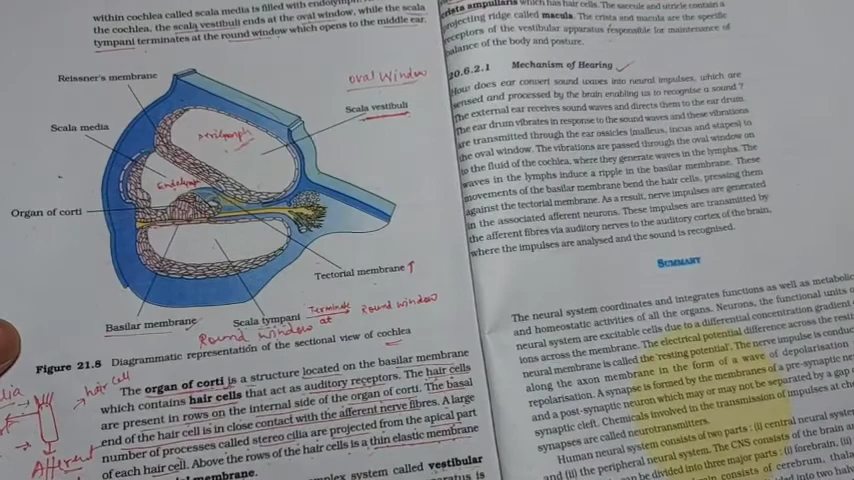 within cochlea called scala media is filled with endolymph.
the cochlea, the scala vestibuli ends at the oval window, while the scala
tympani terminates at the round window which opens to the middle ear.
Reissner's membrane
oval window
Scala vestibuli
Scala media
perilymph
Endolymp
Organ of corti
Tectorial membrane
Basilar membrane
Scala tympani
Terminate at
Round window
Round window
Figure 21.8 Diagrammatic representation of the sectional view of cochlea
hair cell
The organ of corti is a structure located on the basilar membrane
which contains hair cells that act as auditory receptors. The hair cells
are present in rows on the internal side of the organ of corti. The basal
end of the hair cell is in close contact with the afferent nerve fibres. A large
number of processes called stereo cilia are projected from the apical part
of each hair cell. Above the rows of the hair cells is a thin elastic membrane
Afferent
membrane.
complex system called vestibular
crista ampullaris which has hair cells. The saccule and utricle contain a
projecting ridge called macula. The crista and macula are the specific
receptors of the vestibular apparatus responsible for maintenance of
balance of the body and posture.
20.6.2.1 Mechanism of Hearing
How does ear convert sound waves into neural impulses, which are
sensed and processed by the brain enabling us to recognise a sound ?
The external ear receives sound waves and directs them to the ear drum.
The ear drum vibrates in response to the sound waves and these vibrations
are transmitted through the ear ossicles (malleus, incus and stapes) to
the oval window. The vibrations are passed through the oval window on
to the fluid of the cochlea, where they generate waves in the lymphs. The
waves in the lymphs induce a ripple in the basilar membrane. These
movements of the basilar membrane bend the hair cells, pressing them
against the tectorial membrane. As a result, nerve impulses are generated
in the associated afferent neurons. These impulses are transmitted by
the afferent fibres via auditory nerves to the auditory cortex of the brain,
where the impulses are analysed and the sound is recognised.
SUMMARY
The neural system coordinates and integrates functions as well as metabolic
and homeostatic activities of all the organs. Neurons, the functional units of
neural system are excitable cells due to a differential concentration gradient of
ions across the membrane. The electrical potential difference across the
neural membrane is called the 'resting potential'. The nerve impulse is conducted
along the axon membrane in the form of a wave of depolarisation
repolarisation. A synapse is formed by the membranes of a pre-synaptic
and a post-synaptic neuron which may or may not be separated by a gap
synaptic cleft. Chemicals involved in the transmission of impulses at
synapses are called neurotransmitters.
Human neural system consists of two parts : (i) central neural system
and (ii) the peripheral neural system. The CNS consists of the brain
can be divided into three major parts : (i) forebrain, (ii)
consists of cerebrum,